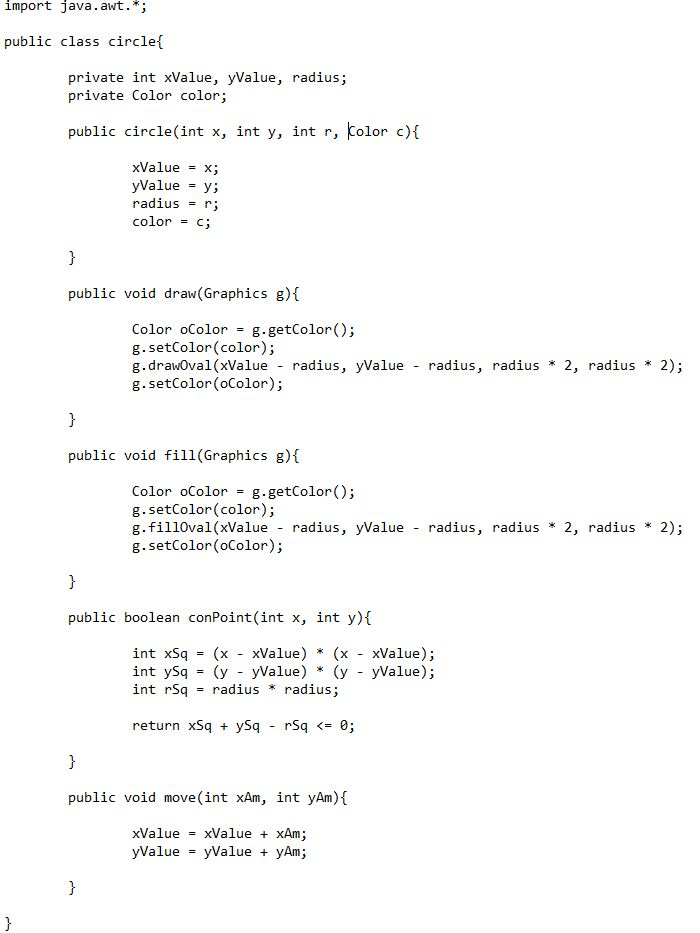 import java.awt.*;
public class circle{
private int xValue, yValue, radius;
private Color color;
public circle(int x, int y, int r, Color c){
xValue = x;
yValue = y;
radius = r;
color = c;
}
public void draw(Graphics g){
Color oColor = g.getColor();
g.setColor(color);
g.drawOval(xValue - radius, yValue - radius, radius * 2, radius * 2);
g.setColor(oColor);
}
public void fill(Graphics g){
Color oColor = g.getColor();
g.setColor(color);
g.fillOval(xValue - radius, yValue - radius, radius * 2, radius * 2);
g.setColor(oColor);
}
public boolean conPoint(int x, int y){
int xSq = (x - xValue) * (x - xValue);
int ySq = (y - yValue) * (y - yValue);
int rSq = radius * radius;
return xSq + ySq - rSq <= 0;
}
public void move(int xAm, int yAm){
xValue = xValue + xAm;
yValue = yValue + yAm;
}
}